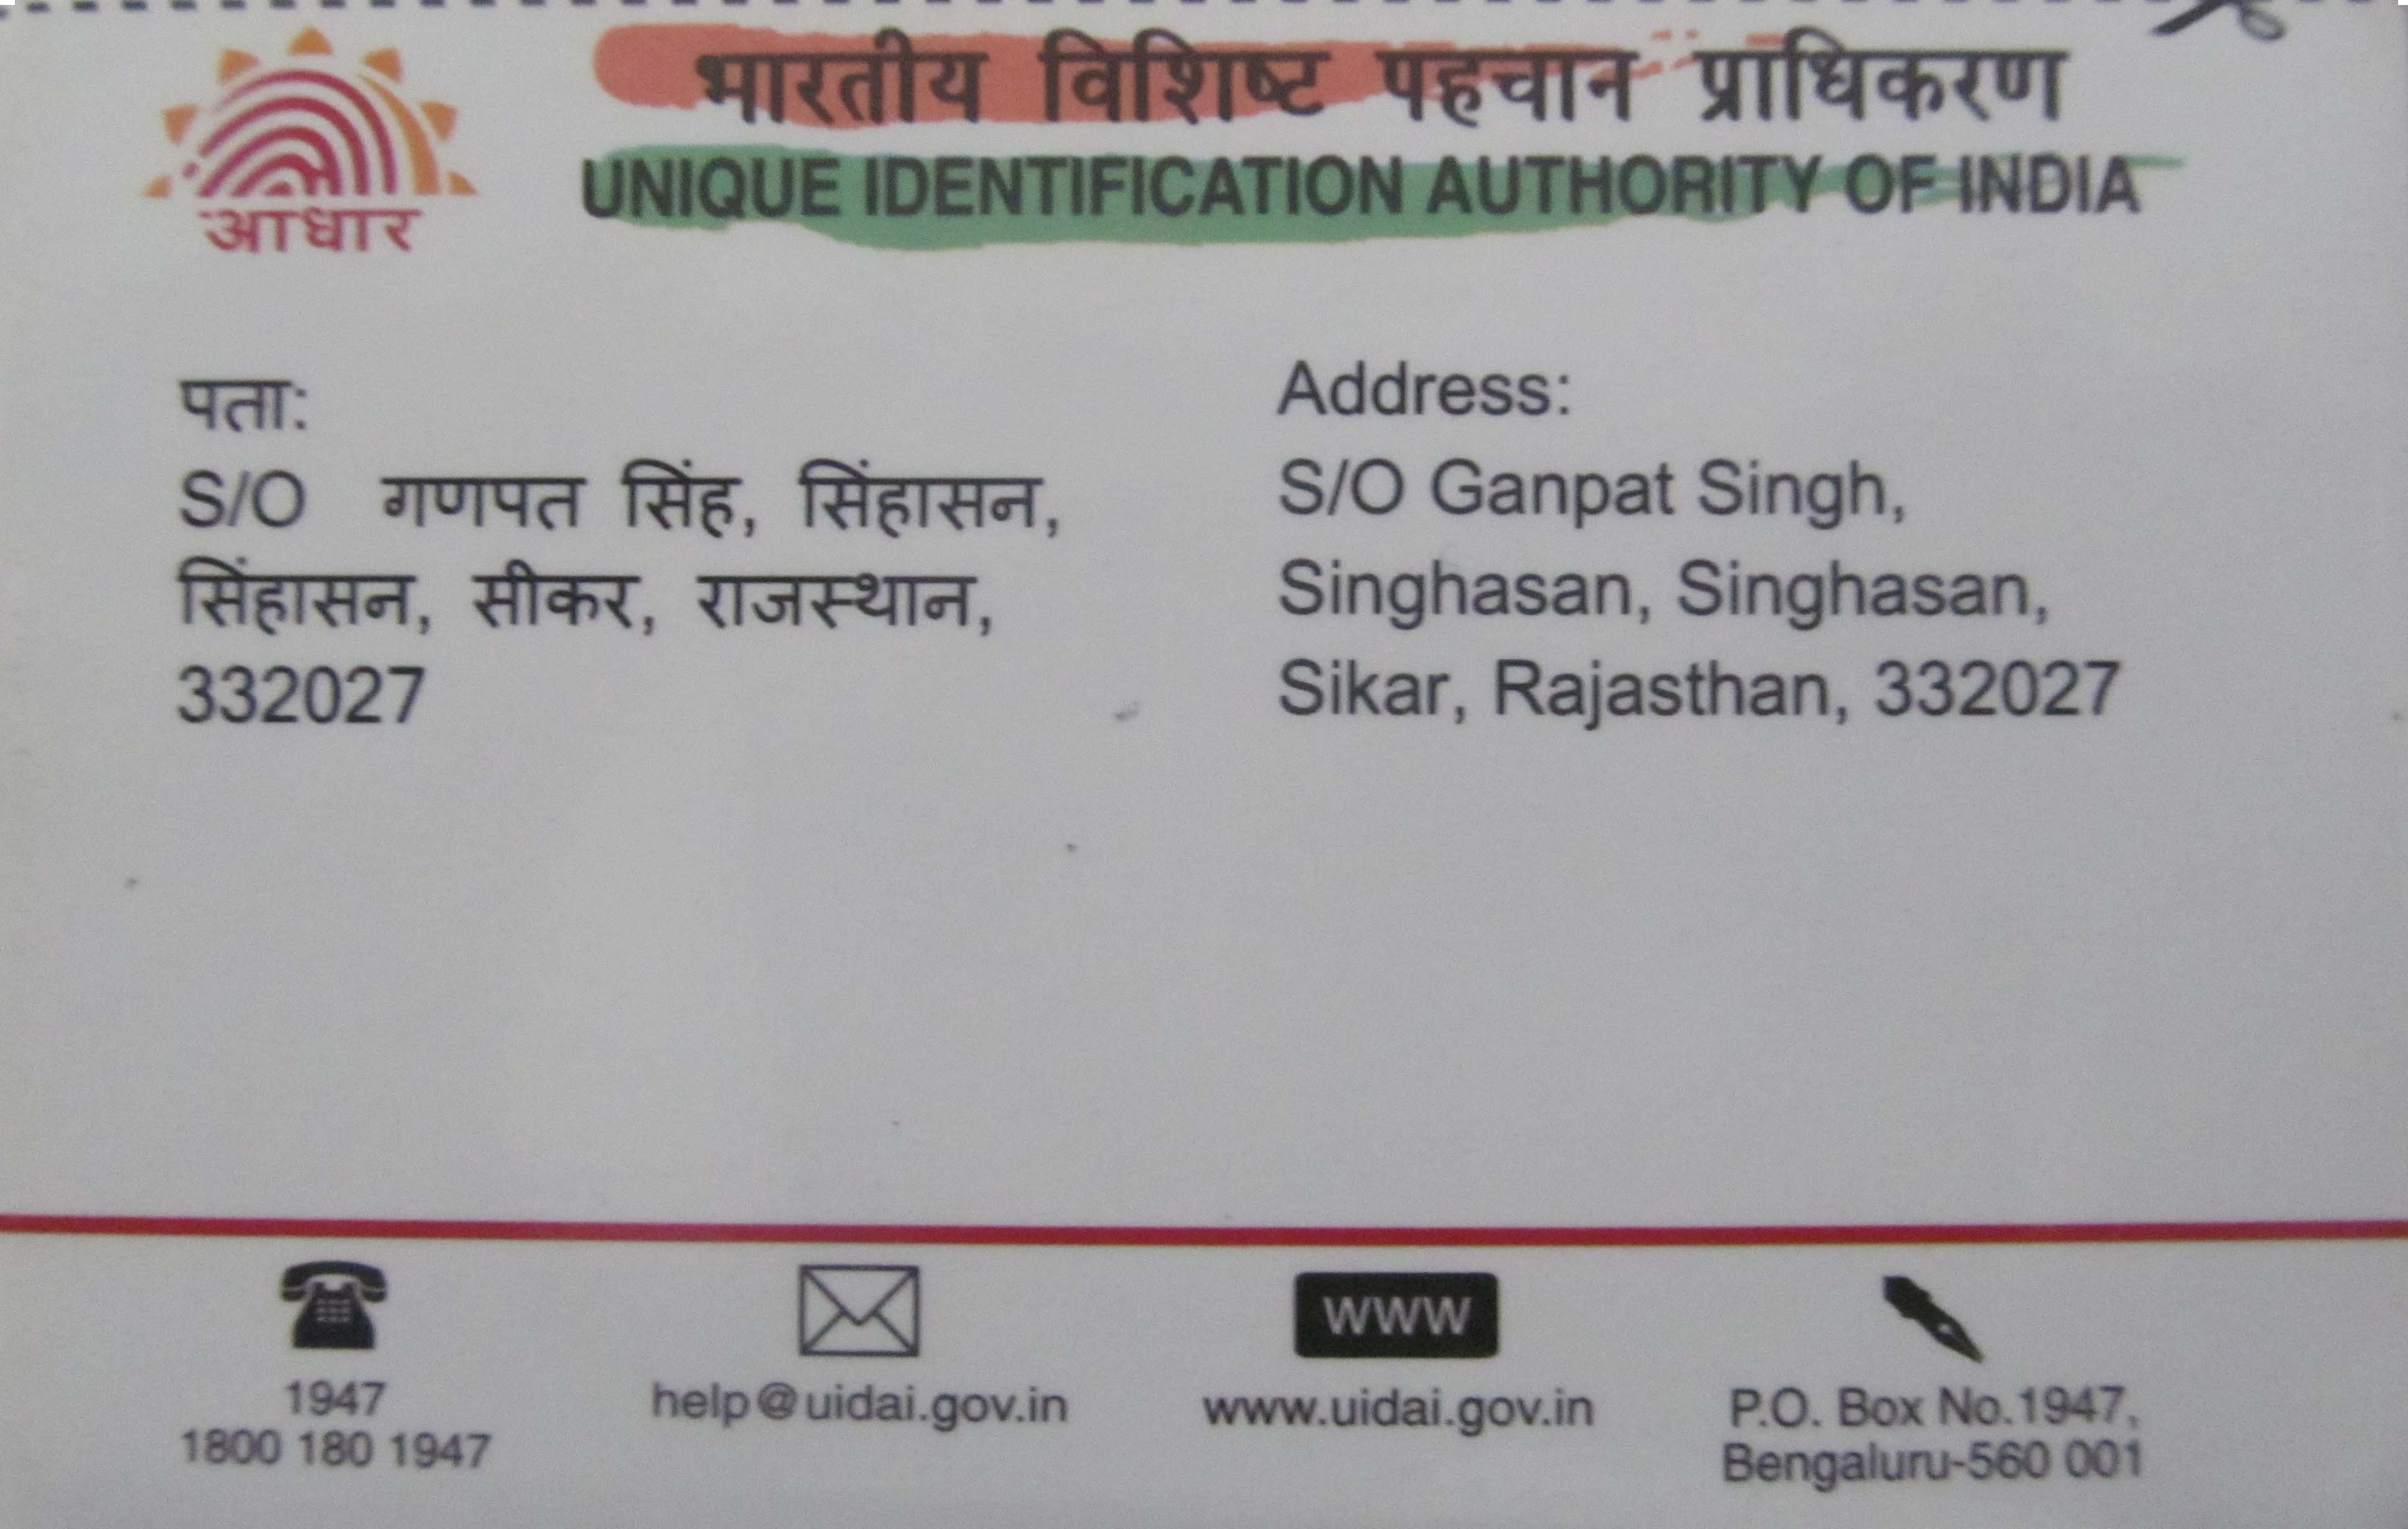 भारतीय विशिष्ट पहचान प्राधिकरण
UNIQUE IDENTIFICATION AUTHORITY OF INDIA
आधार
पता:
S/O गणपत सिंह, सिंहासन,
सिंहासन, सीकर, राजस्थान,
332027
Address:
S/O Ganpat Singh,
Singhasan, Singhasan,
Sikar, Rajasthan, 332027
1947
1800 180 1947
help@uidai.gov.in
www
www.uidai.gov.in
P.O. Box No.1947,
Bengaluru-560 001